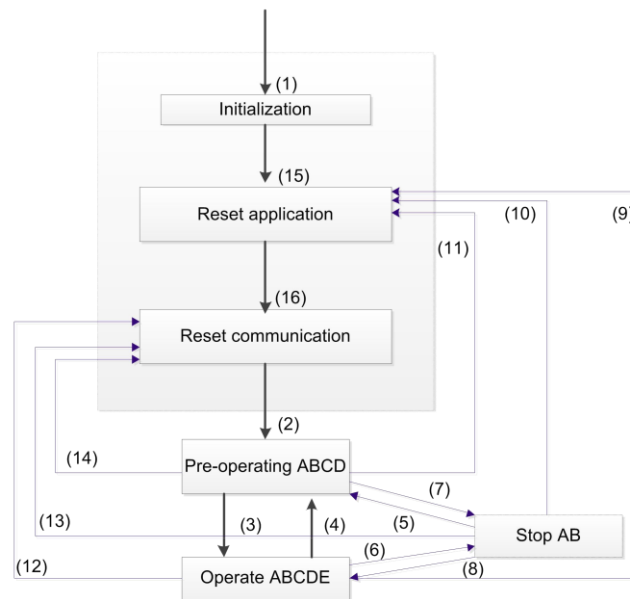 (1)
Initialization
(15)
Reset application
(10)
(9)
(11)
(16)
Reset communication
(2)
(14)
Pre-operating ABCD
(7)
(13)
(3)
(4)
(5)
Stop AB
(6)
(12)
Operate ABCDE
(8)